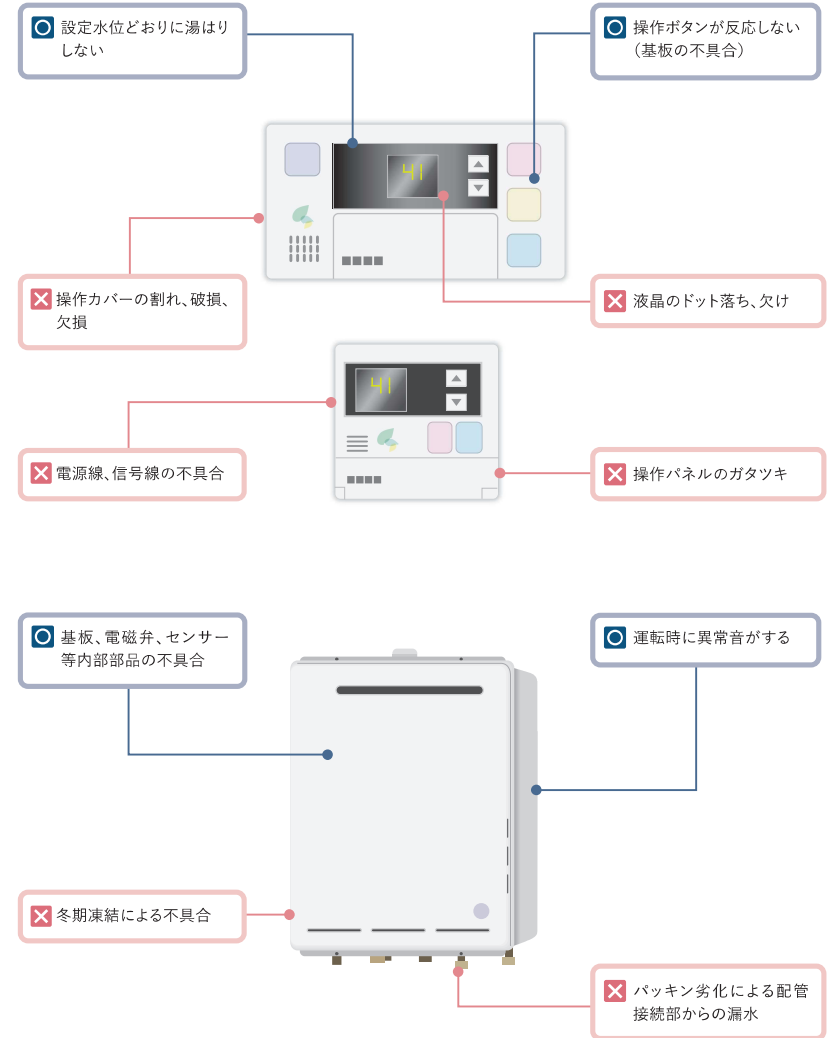 設定水位どおりに湯はり
しない
操作ボタンが反応しない
(基板の不具合)
41
操作カバーの割れ、破損、
欠損
液晶のドット落ち、欠け
41
電源線、信号線の不具合
操作パネルのガタツキ
基板、電磁弁、センサー
等内部部品の不具合
運転時に異常音がする
冬期凍結による不具合
パッキン劣化による配管
接続部からの漏水